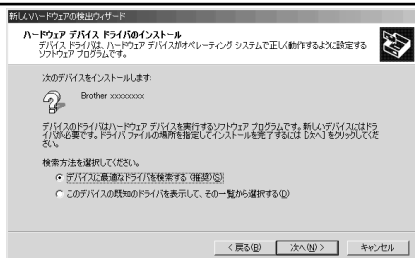 新しいハードウェアの検出ウィザード
ハードウェア デバイス ドライバのインストール
デバイス ドライバは、ハードウェア デバイスがオペレーティング システムで正しく動作するように設定する
ソフトウェア プログラムです。
次のデバイスをインストールします:
Brother xxxxxxxx
デバイスのドライバはハードウェア デバイスを実行するソフトウェア プログラムです。新しいデバイスにはドラ
イバが必要です。ドライバ ファイルの場所を指定してインストールを完了するには [次へ] をクリックしてく
ださい。
検索方法を選択してください。
デバイスに最適なドライバを検索する (推奨)(S)
このデバイスの既知のドライバを表示して、その一覧から選択する(D)
< 戻る(B)
次へ(N) >
キャンセル